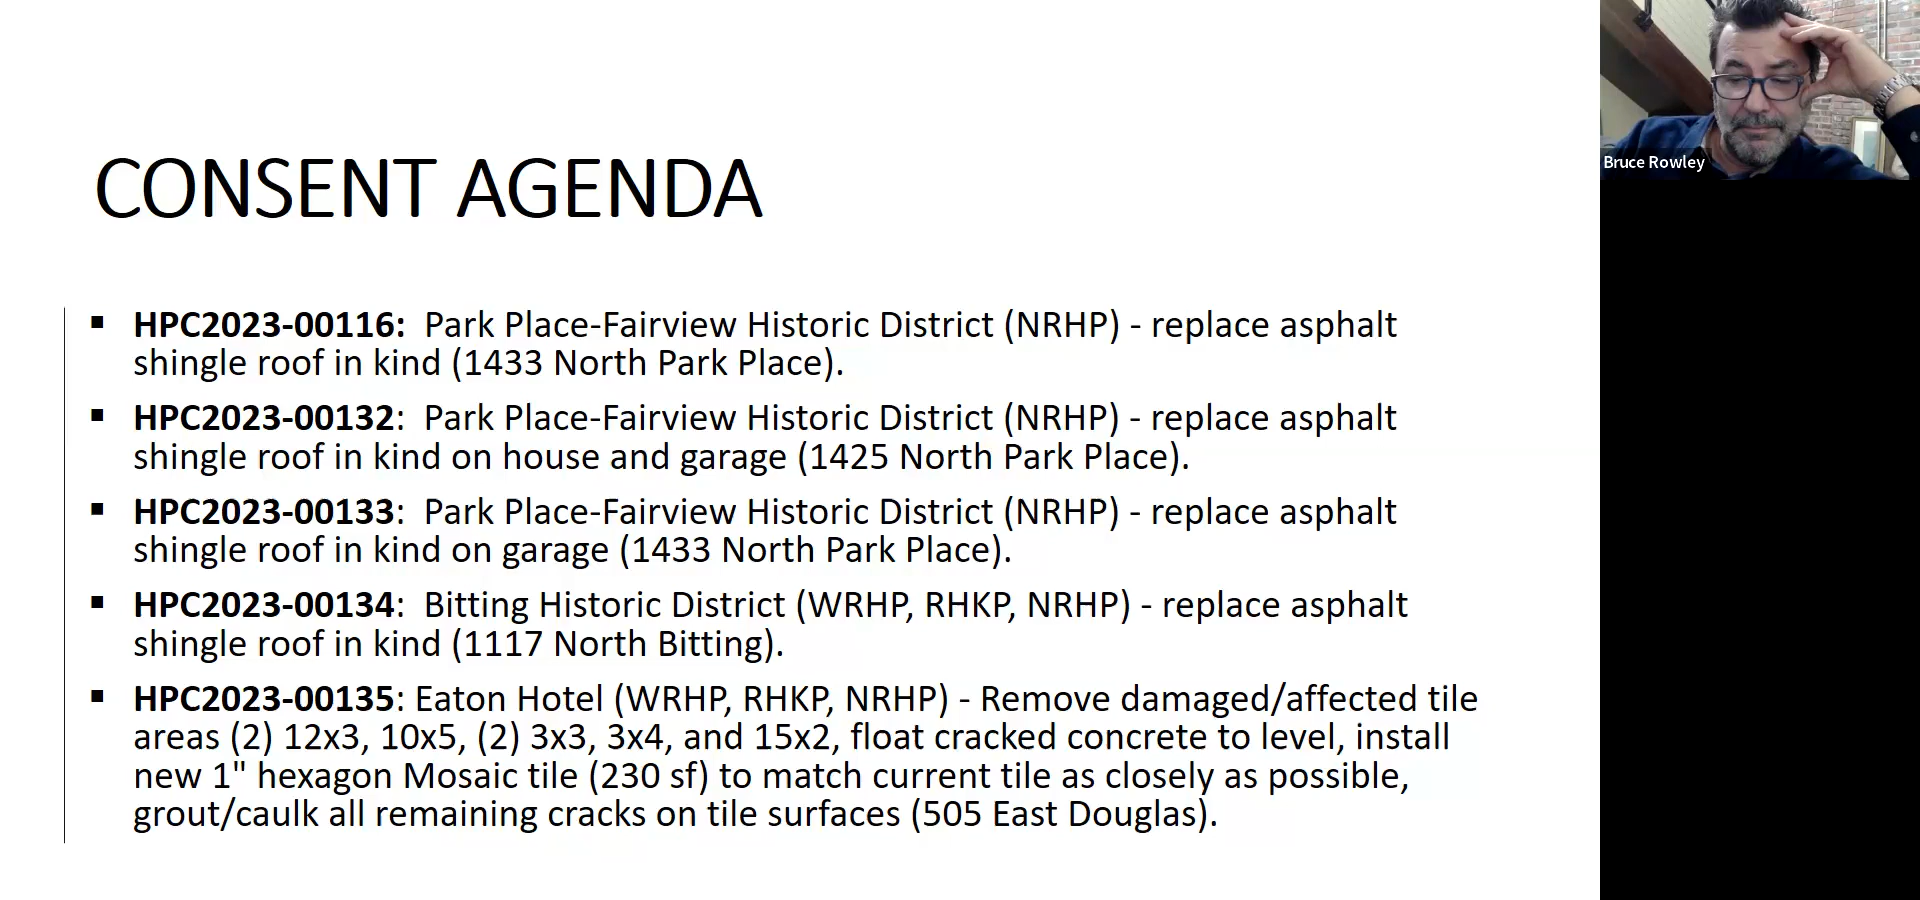 CONSENT AGENDA
▪ HPC2023-00116: Park Place-Fairview Historic District (NRHP) - replace asphalt
shingle roof in kind (1433 North Park Place).
▪ HPC2023-00132: Park Place-Fairview Historic District (NRHP) - replace asphalt
shingle roof in kind on house and garage (1425 North Park Place).
▪ HPC2023-00133: Park Place-Fairview Historic District (NRHP) - replace asphalt
shingle roof in kind on garage (1433 North Park Place).
▪ HPC2023-00134: Bitting Historic District (WRHP, RHKP, NRHP) - replace asphalt
shingle roof in kind (1117 North Bitting).
▪ HPC2023-00135: Eaton Hotel (WRHP, RHKP, NRHP) - Remove damaged/affected tile
areas (2) 12x3, 10x5, (2) 3x3, 3x4, and 15x2, float cracked concrete to level, install
new 1" hexagon Mosaic tile (230 sf) to match current tile as closely as possible,
grout/caulk all remaining cracks on tile surfaces (505 East Douglas).
Bruce Rowley